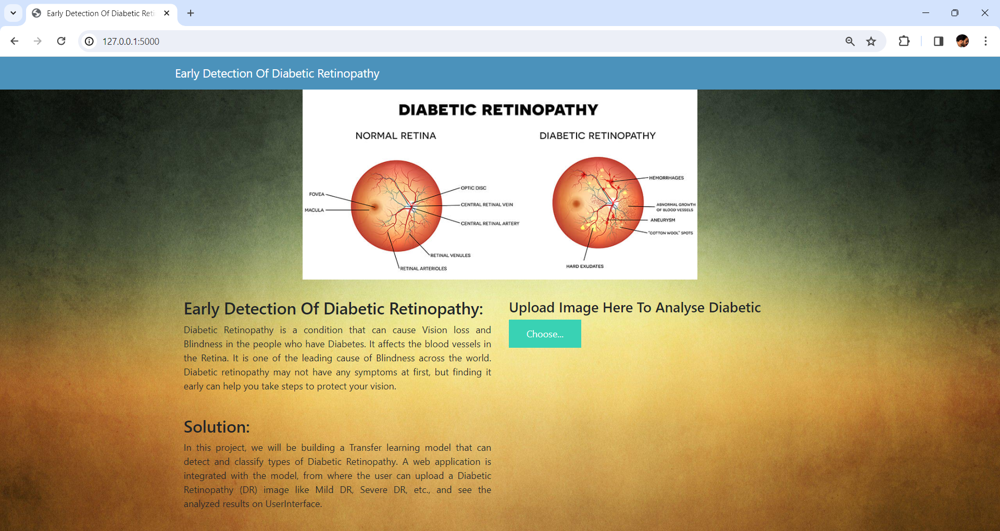 Early Detection Of Diabetic Reti
127.0.0.1:5000
Early Detection Of Diabetic Retinopathy
DIABETIC RETINOPATHY
NORMAL RETINA
DIABETIC RETINOPATHY
FOVEA
MACULA
OPTIC DISC
CENTRAL RETINAL VEIN
CENTRAL RETINAL ARTERY
RETINAL VENULES
RETINAL ARTERIOLES
HEMORRHAGES
ABNORMAL GROWTH
OF BLOOD VESSELS
ANEURYSM
"COTTON WOOL" SPOTS
HARD EXUDATES
Early Detection Of Diabetic Retinopathy:
Diabetic Retinopathy is a condition that can cause Vision loss and
Blindness in the people who have Diabetes. It affects the blood vessels in
the Retina. It is one of the leading cause of Blindness across the world.
Diabetic retinopathy may not have any symptoms at first, but finding it
early can help you take steps to protect your vision.
Solution:
In this project, we will be building a Transfer learning model that can
detect and classify types of Diabetic Retinopathy. A web application is
integrated with the model, from where the user can upload a Diabetic
Retinopathy (DR) image like Mild DR, Severe DR, etc., and see the
analyzed results on UserInterface.
Upload Image Here To Analyse Diabetic
Choose...